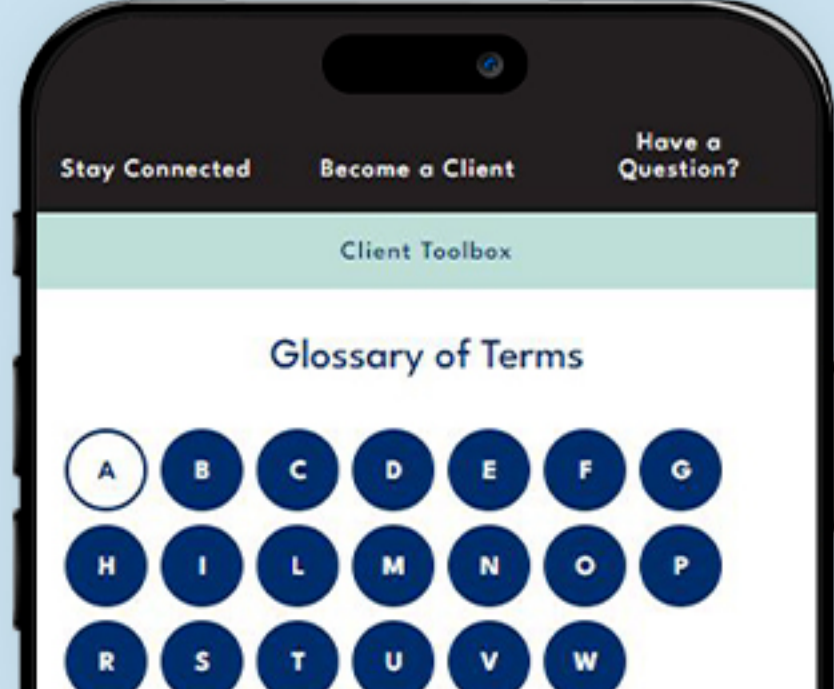 Stay Connected
Become a Client
Have a
Question?
Client Toolbox
Glossary of Terms
A B C D E F G
H I L M N O P
R S T U V W